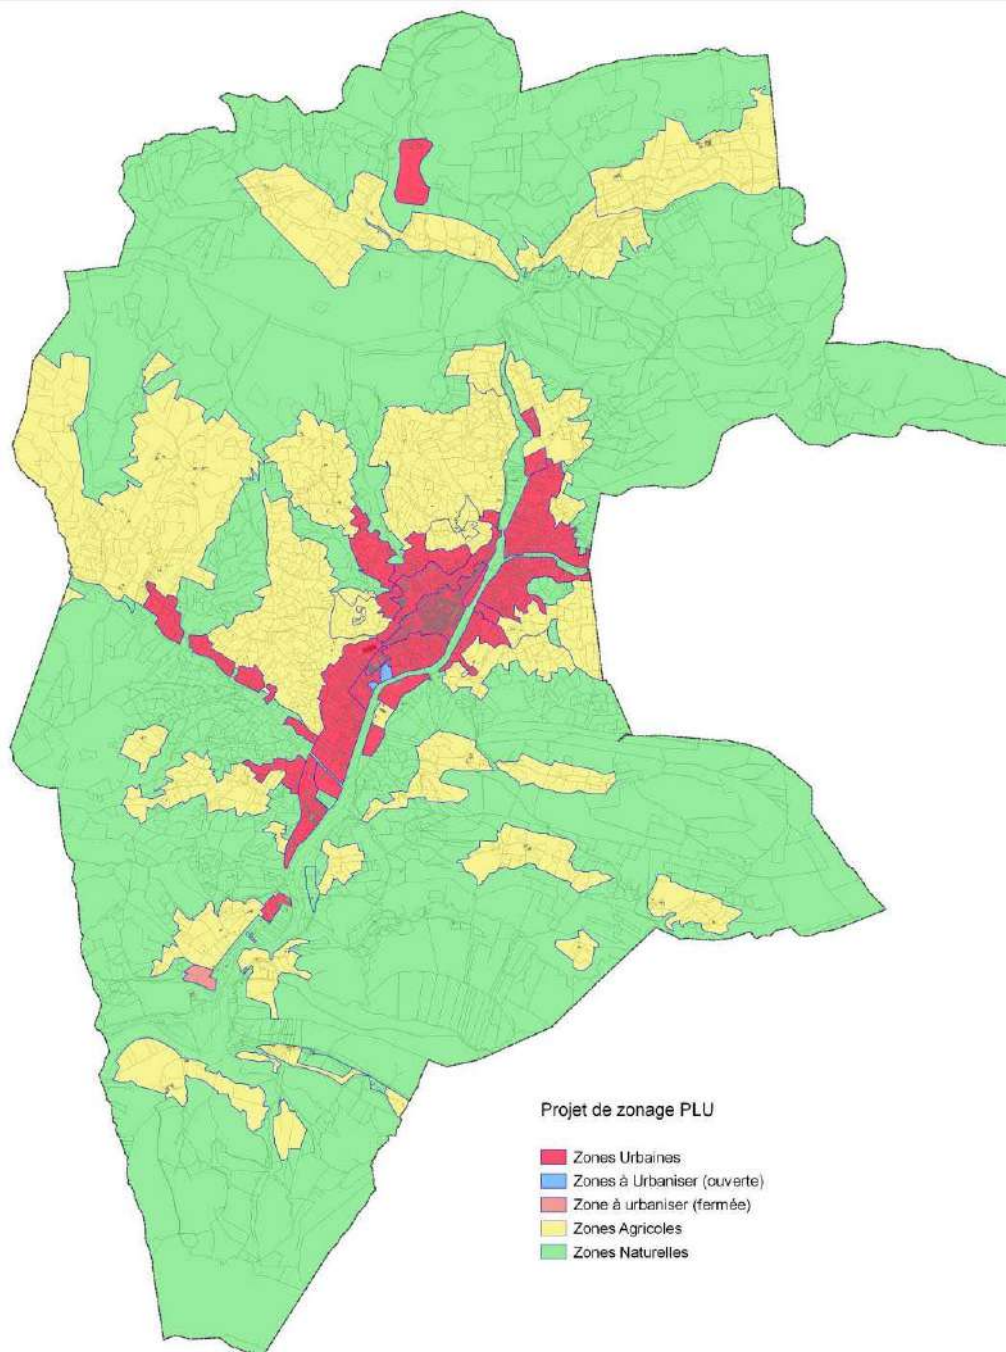 Projet de zonage PLU
Zones Urbaines
Zones à Urbaniser (ouverte)
Zone à urbaniser (fermée)
Zones Agricoles
Zones Naturelles